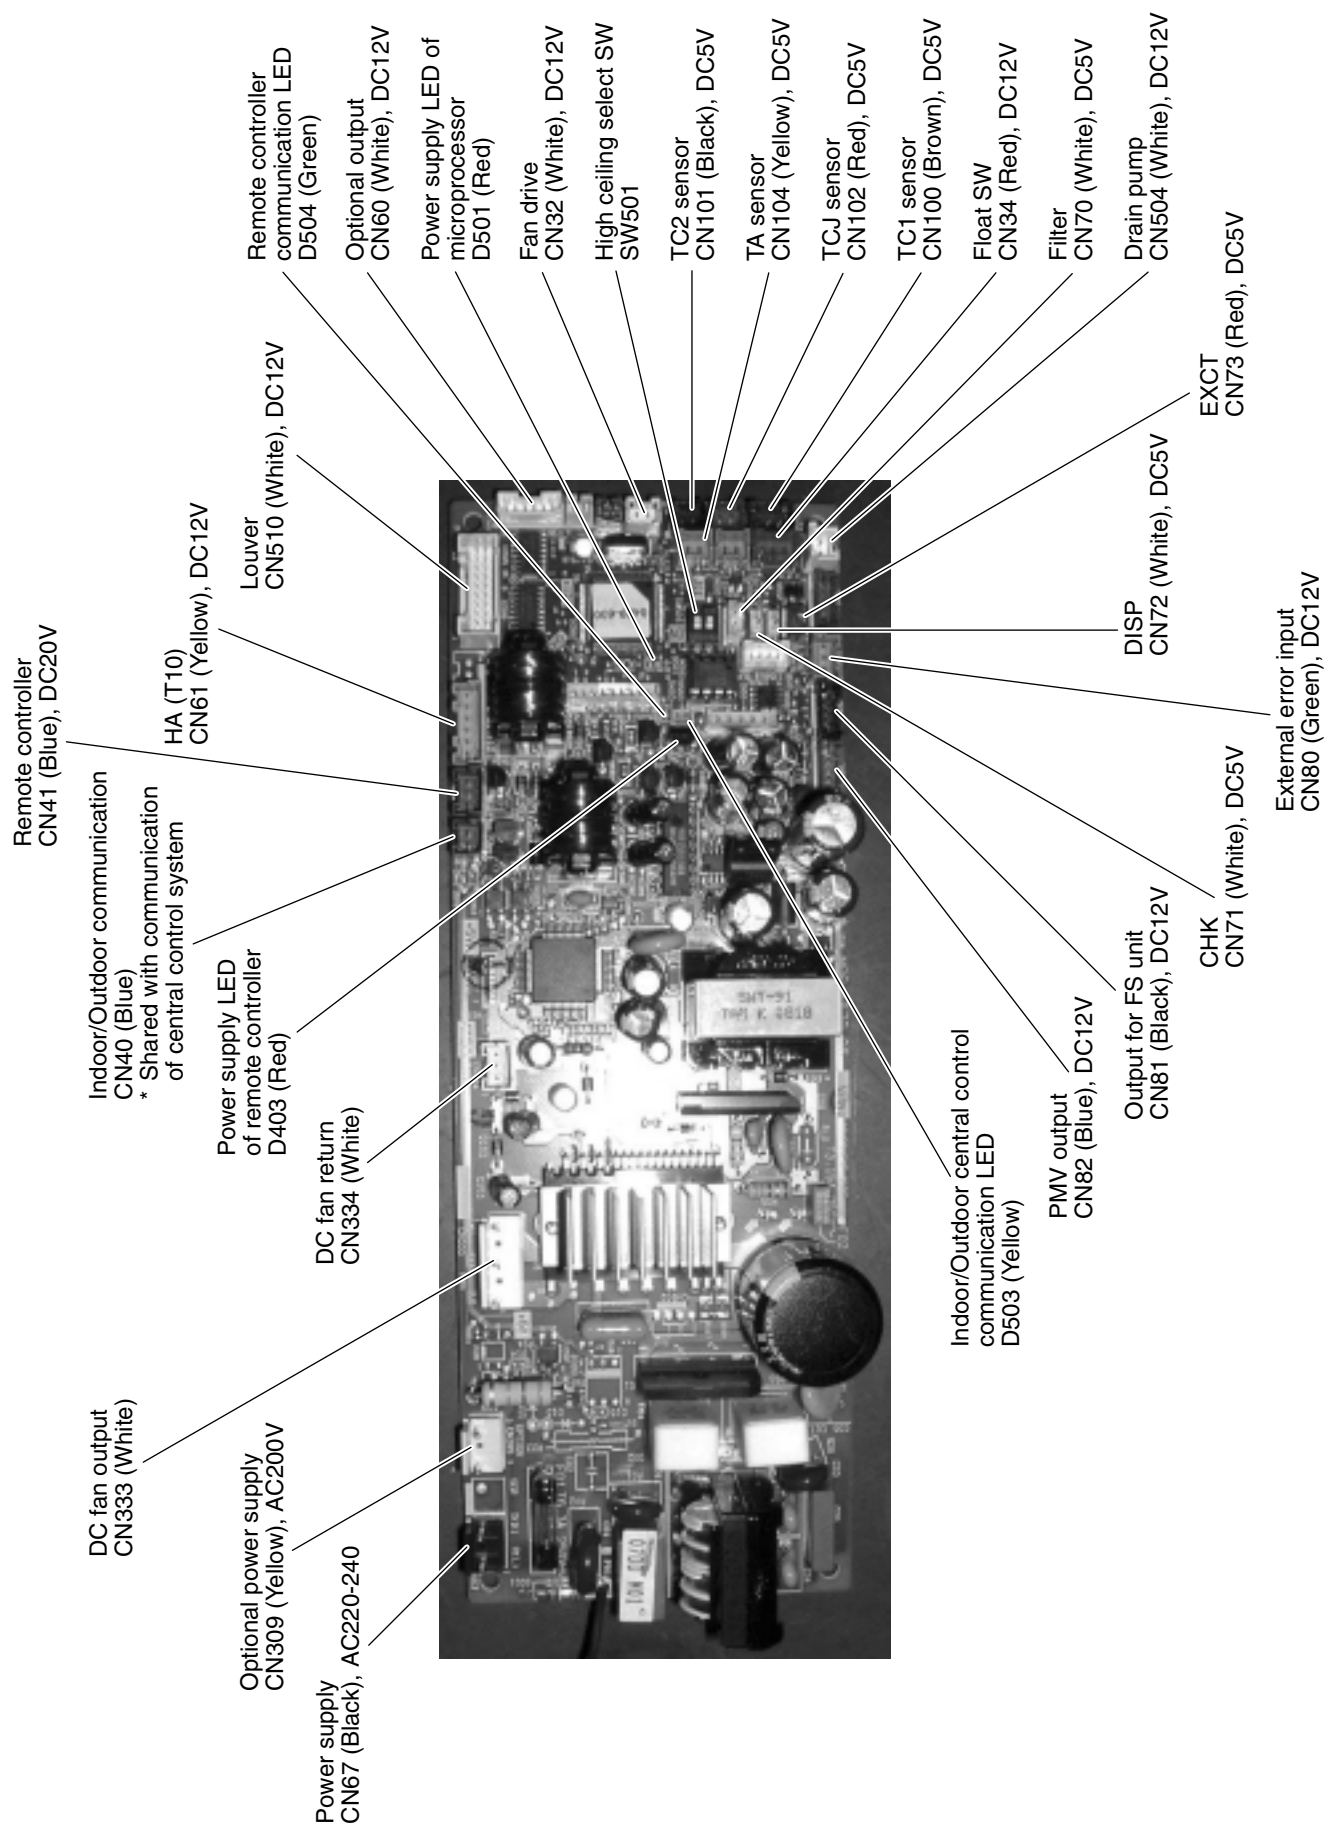 Remote controller
communication LED
D504 (Green)
Optional output
CN60 (White), DC12V
Power supply LED of
microprocessor
D501 (Red)
Fan drive
CN32 (White), DC12V
High ceiling select SW
SW501
TC2 sensor
CN101 (Black), DC5V
TA sensor
CN104 (Yellow), DC5V
TCJ sensor
CN102 (Red), DC5V
TC1 sensor
CN100 (Brown), DC5V
Float SW
CN34 (Red), DC12V
Filter
CN70 (White), DC5V
Drain pump
CN504 (White), DC12V
EXCT
CN73 (Red), DC5V
DISP
CN72 (White), DC5V
External error input
CN80 (Green), DC12V
CHK
CN71 (White), DC5V
Output for FS unit
CN81 (Black), DC12V
PMV output
CN82 (Blue), DC12V
Indoor/Outdoor central control
communication LED
D503 (Yellow)
Louver
CN510 (White), DC12V
HA (T10)
CN61 (Yellow), DC12V
Remote controller
CN41 (Blue), DC20V
Indoor/Outdoor communication
CN40 (Blue)
* Shared with communication
of central control system
Power supply LED
of remote controller
D403 (Red)
DC fan return
CN334 (White)
DC fan output
CN333 (White)
Optional power supply
CN309 (Yellow), AC200V
Power supply
CN67 (Black), AC220-240
SWT-91